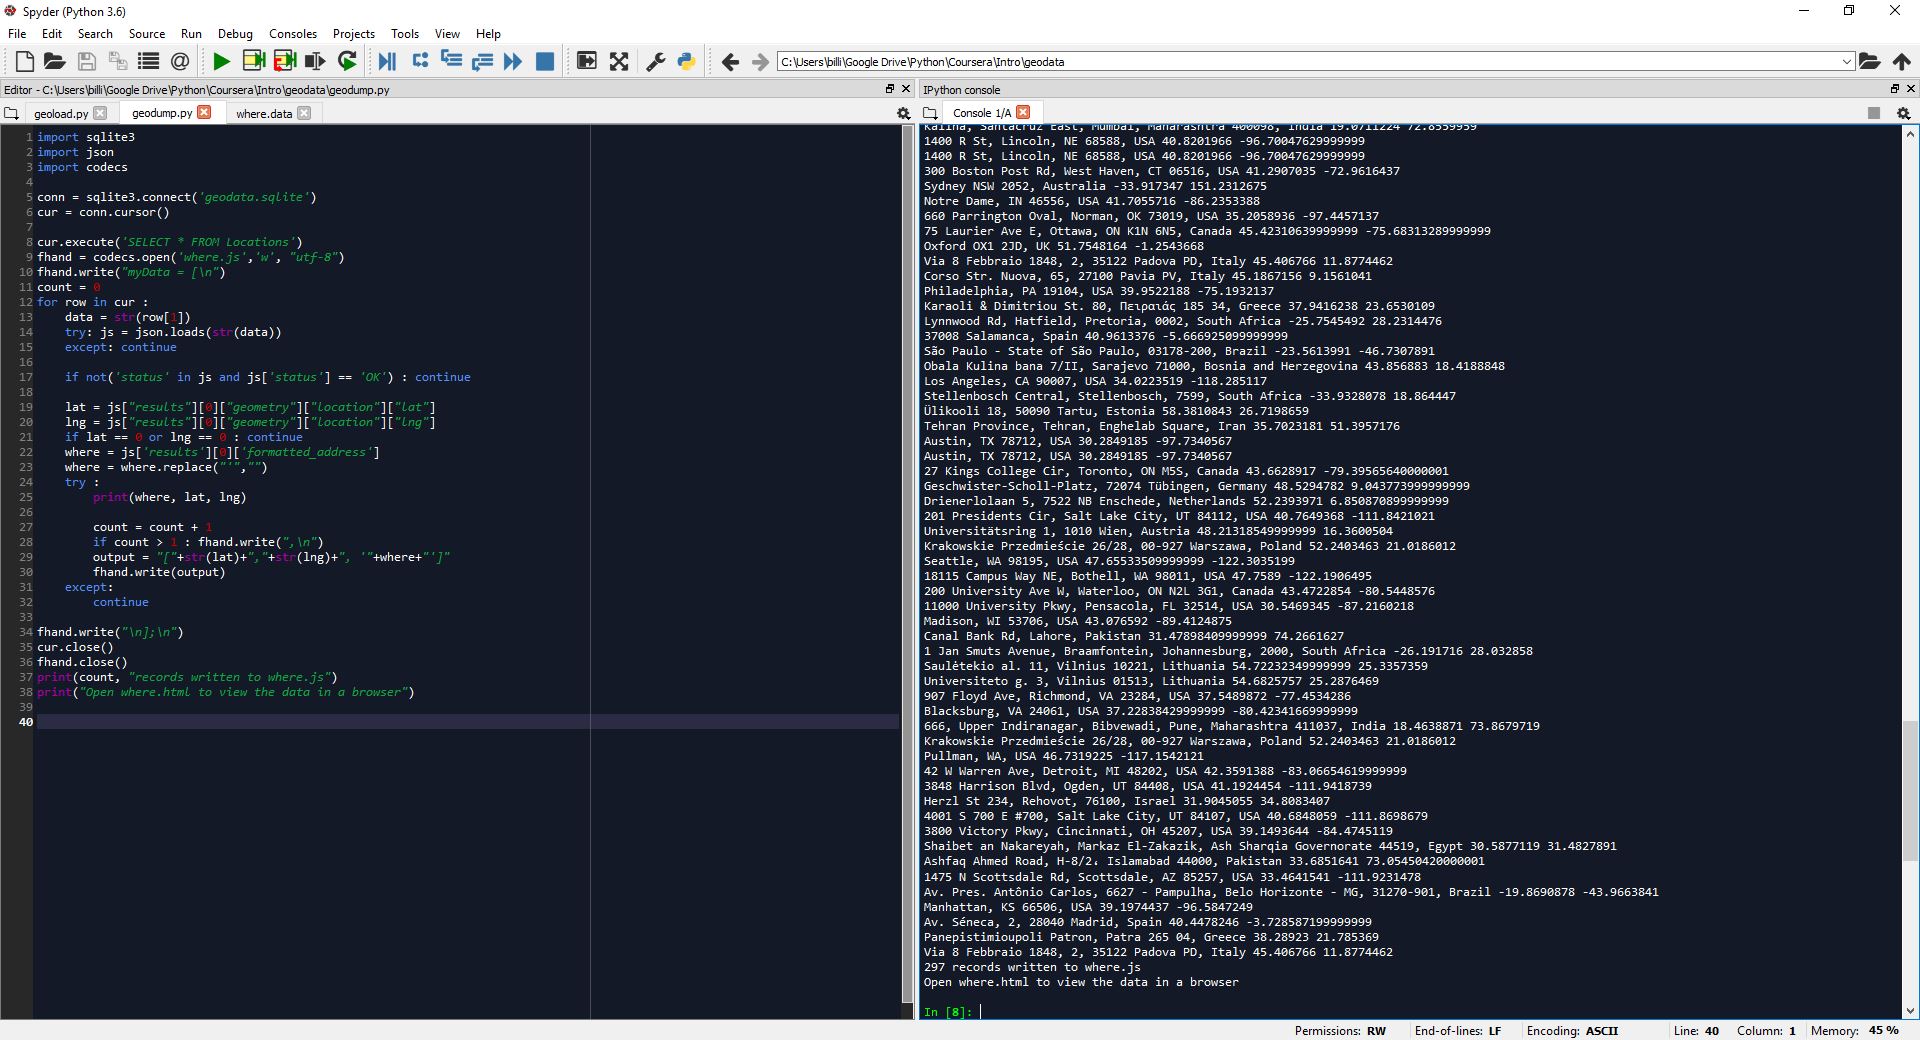 Spyder (Python 3.6)
File Edit Search Source Run Debug Consoles Projects Tools View Help
C:\Users\billi\Google Drive\Python\Coursera\Intro\geodata
Editor - C:\Users\billi\Google Drive\Python\Coursera\Intro\geodata\geodump.py
geoload.py geodump.py where.data
1 import sqlite3
2 import json
3 import codecs
4
5 conn = sqlite3.connect('geodata.sqlite')
6 cur = conn.cursor()
7
8 cur.execute('SELECT * FROM Locations')
9 fhand = codecs.open('where.js','w', "utf-8")
10 fhand.write("myData = [\n")
11 count = 0
12 for row in cur :
13     data = str(row[1])
14     try: js = json.loads(str(data))
15     except: continue
16
17     if not('status' in js and js['status'] == 'OK') : continue
18
19     lat = js["results"][0]["geometry"]["location"]["lat"]
20     lng = js["results"][0]["geometry"]["location"]["lng"]
21     if lat == 0 or lng == 0 : continue
22     where = js['results'][0]['formatted_address']
23     where = where.replace("'","")
24     try :
25         print(where, lat, lng)
26
27         count = count + 1
28         if count > 1 : fhand.write(",\n")
29         output = "["+str(lat)+","+str(lng)+", '"+where+"']"
30         fhand.write(output)
31     except:
32         continue
33
34 fhand.write("\n];\n")
35 cur.close()
36 fhand.close()
37 print(count, "records written to where.js")
38 print("Open where.html to view the data in a browser")
39
40
IPython console
Console 1/A
Kalina, Santacruz East, Mumbai, Maharashtra 400098, India 19.0711224 72.8559959
1400 R St, Lincoln, NE 68588, USA 40.8201966 -96.70047629999999
1400 R St, Lincoln, NE 68588, USA 40.8201966 -96.70047629999999
300 Boston Post Rd, West Haven, CT 06516, USA 41.2907035 -72.9616437
Sydney NSW 2052, Australia -33.917347 151.2312675
Notre Dame, IN 46556, USA 41.7055716 -86.2353388
660 Parrington Oval, Norman, OK 73019, USA 35.2058936 -97.4457137
75 Laurier Ave E, Ottawa, ON K1N 6N5, Canada 45.42310639999999 -75.68313289999999
Oxford OX1 2JD, UK 51.7548164 -1.2543668
Via 8 Febbraio 1848, 2, 35122 Padova PD, Italy 45.406766 11.8774462
Corso Str. Nuova, 65, 27100 Pavia PV, Italy 45.1867156 9.1561041
Philadelphia, PA 19104, USA 39.9522188 -75.1932137
Karaoli & Dimitriou St. 80, Πειραιάς 185 34, Greece 37.9416238 23.6530109
Lynnwood Rd, Hatfield, Pretoria, 0002, South Africa -25.7545492 28.2314476
37008 Salamanca, Spain 40.9613376 -5.666925099999999
São Paulo - State of São Paulo, 03178-200, Brazil -23.5613991 -46.7307891
Obala Kulina bana 7/II, Sarajevo 71000, Bosnia and Herzegovina 43.856883 18.4188848
Los Angeles, CA 90007, USA 34.0223519 -118.285117
Stellenbosch Central, Stellenbosch, 7599, South Africa -33.9328078 18.864447
Ülikooli 18, 50090 Tartu, Estonia 58.3810843 26.7198659
Tehran Province, Tehran, Enghelab Square, Iran 35.7023181 51.3957176
Austin, TX 78712, USA 30.2849185 -97.7340567
Austin, TX 78712, USA 30.2849185 -97.7340567
27 Kings College Cir, Toronto, ON M5S, Canada 43.6628917 -79.39565640000001
Geschwister-Scholl-Platz, 72074 Tübingen, Germany 48.5294782 9.043773999999999
Drienerlolaan 5, 7522 NB Enschede, Netherlands 52.2393971 6.850870899999999
201 Presidents Cir, Salt Lake City, UT 84112, USA 40.7649368 -111.8421021
Universitätsring 1, 1010 Wien, Austria 48.21318549999999 16.3600504
Krakowskie Przedmieście 26/28, 00-927 Warszawa, Poland 52.2403463 21.0186012
Seattle, WA 98195, USA 47.65533509999999 -122.3035199
18115 Campus Way NE, Bothell, WA 98011, USA 47.7589 -122.1906495
200 University Ave W, Waterloo, ON N2L 3G1, Canada 43.4722854 -80.5448576
11000 University Pkwy, Pensacola, FL 32514, USA 30.5469345 -87.2160218
Madison, WI 53706, USA 43.076592 -89.4124875
Canal Bank Rd, Lahore, Pakistan 31.47898409999999 74.2661627
1 Jan Smuts Avenue, Braamfontein, Johannesburg, 2000, South Africa -26.191716 28.032858
Saulėtekio al. 11, Vilnius 10221, Lithuania 54.72232349999999 25.3357359
Universiteto g. 3, Vilnius 01513, Lithuania 54.6825757 25.2876469
907 Floyd Ave, Richmond, VA 23284, USA 37.5489872 -77.4534286
Blacksburg, VA 24061, USA 37.22838429999999 -80.42341669999999
666, Upper Indiranagar, Bibvewadi, Pune, Maharashtra 411037, India 18.4638871 73.8679719
Krakowskie Przedmieście 26/28, 00-927 Warszawa, Poland 52.2403463 21.0186012
Pullman, WA, USA 46.7319225 -117.1542121
42 W Warren Ave, Detroit, MI 48202, USA 42.3591388 -83.06654619999999
3848 Harrison Blvd, Ogden, UT 84408, USA 41.1924454 -111.9418739
Herzl St 234, Rehovot, 76100, Israel 31.9045055 34.8083407
4001 S 700 E #700, Salt Lake City, UT 84107, USA 40.6848059 -111.8698679
3800 Victory Pkwy, Cincinnati, OH 45207, USA 39.1493644 -84.4745119
Shaibet an Nakareyah, Markaz El-Zakazik, Ash Sharqia Governorate 44519, Egypt 30.5877119 31.4827891
Ashfaq Ahmed Road, H-8/2، Islamabad 44000, Pakistan 33.6851641 73.05450420000001
1475 N Scottsdale Rd, Scottsdale, AZ 85257, USA 33.4641541 -111.9231478
Av. Pres. Antônio Carlos, 6627 - Pampulha, Belo Horizonte - MG, 31270-901, Brazil -19.8690878 -43.9663841
Manhattan, KS 66506, USA 39.1974437 -96.5847249
Av. Séneca, 2, 28040 Madrid, Spain 40.4478246 -3.728587199999999
Panepistimioupoli Patron, Patra 265 04, Greece 38.28923 21.785369
Via 8 Febbraio 1848, 2, 35122 Padova PD, Italy 45.406766 11.8774462
297 records written to where.js
Open where.html to view the data in a browser
In [8]:
Permissions: RW End-of-lines: LF Encoding: ASCII Line: 40 Column: 1 Memory: 45 %